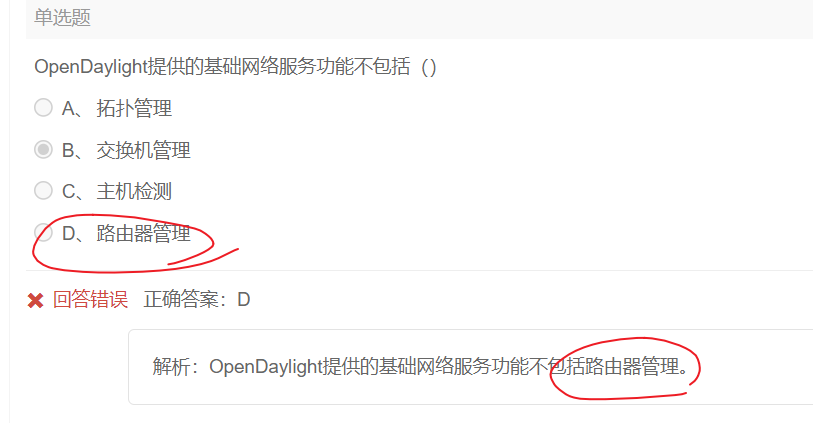 单选题
OpenDaylight提供的基础网络服务功能不包括（）
A、 拓扑管理
B、 交换机管理
C、 主机检测
D、 路由器管理
回答错误 正确答案：D
解析：OpenDaylight提供的基础网络服务功能不包括路由器管理。